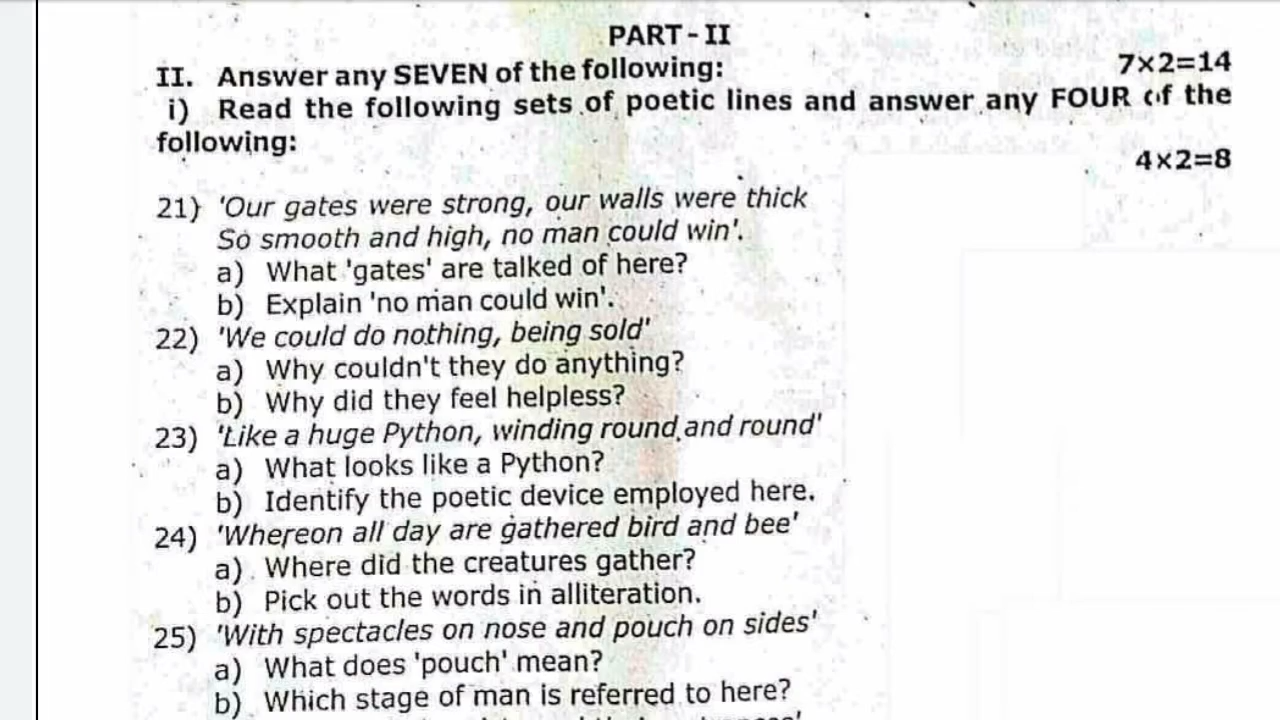 PART - II
II. Answer any SEVEN of the following: 7×2=14
i) Read the following sets of poetic lines and answer any FOUR of the
following:
4×2=8
21) 'Our gates were strong, our walls were thick
So smooth and high, no man could win'.
a) What 'gates' are talked of here?
b) Explain 'no man could win'.
22) 'We could do nothing, being sold'
a) Why couldn't they do anything?
b) Why did they feel helpless?
23) 'Like a huge Python, winding round and round'
a) What looks like a Python?
b) Identify the poetic device employed here.
24) 'Whereon all day are gathered bird and bee'
a) Where did the creatures gather?
b) Pick out the words in alliteration.
25) 'With spectacles on nose and pouch on sides'
a) What does 'pouch' mean?
b) Which stage of man is referred to here?